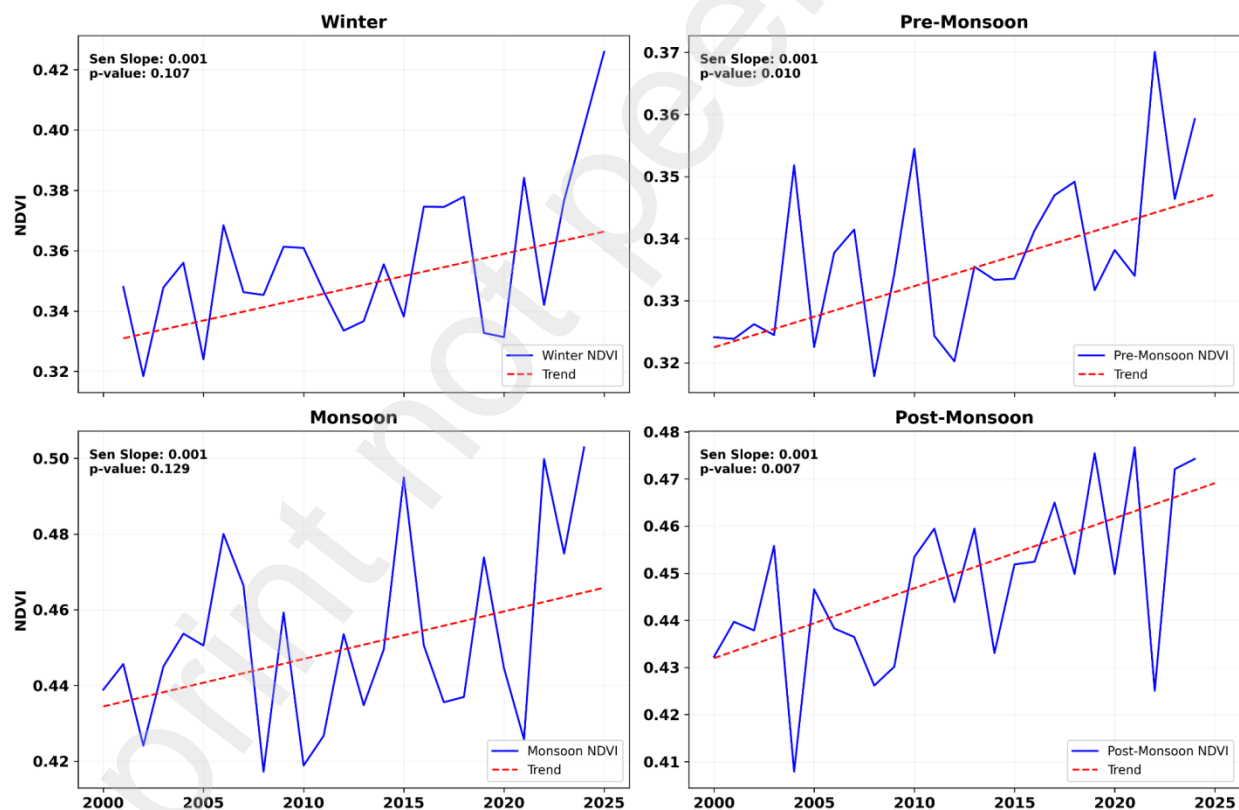 Winter
Sen Slope: 0.001
p-value: 0.107
NDVI
0.42
0.40
0.38
0.36
0.34
0.32
Winter NDVI
Trend
Pre-Monsoon
Sen Slope: 0.001
p-value: 0.010
0.37
0.36
0.35
0.34
0.33
0.32
Pre-Monsoon NDVI
Trend
Monsoon
Sen Slope: 0.001
p-value: 0.129
NDVI
0.50
0.48
0.46
0.44
0.42
Monsoon NDVI
Trend
2000 2005 2010 2015 2020 2025
Post-Monsoon
Sen Slope: 0.001
p-value: 0.007
0.48
0.47
0.46
0.45
0.44
0.43
0.42
0.41
Post-Monsoon NDVI
Trend
2000 2005 2010 2015 2020 2025
print not pee